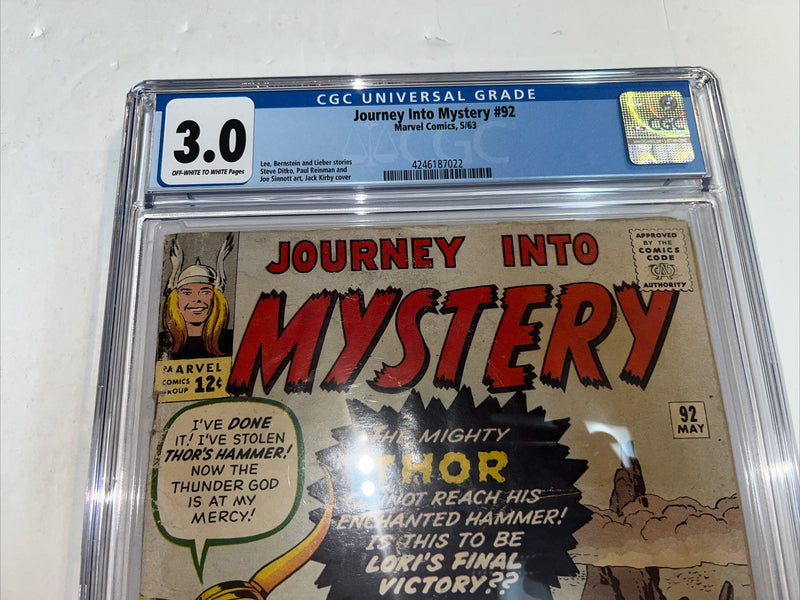 CGC UNIVERSAL GRADE
Journey Into Mystery #92
Marvel Comics, 5/63
3.0
OFF-WHITE TO WHITE Pages
Lee, Bernstein and Lieber stories
Steve Ditko, Paul Reinman and
Joe Sinnott art, Jack Kirby cover
4246187022
CGC
JOURNEY INTO
MYSTERY
APPROVED
BY THE
COMICS
CODE
AUTHORITY
MARVEL
COMICS
GROUP 12¢
92
MAY
I'VE DONE
IT! I'VE STOLEN
THOR'S HAMMER!
NOW THE
THUNDER GOD
IS AT MY
MERCY!
THE MIGHTY
THOR
NOT REACH HIS
ENCHANTED HAMMER!
IS THIS TO BE
LOKI'S FINAL
VICTORY??